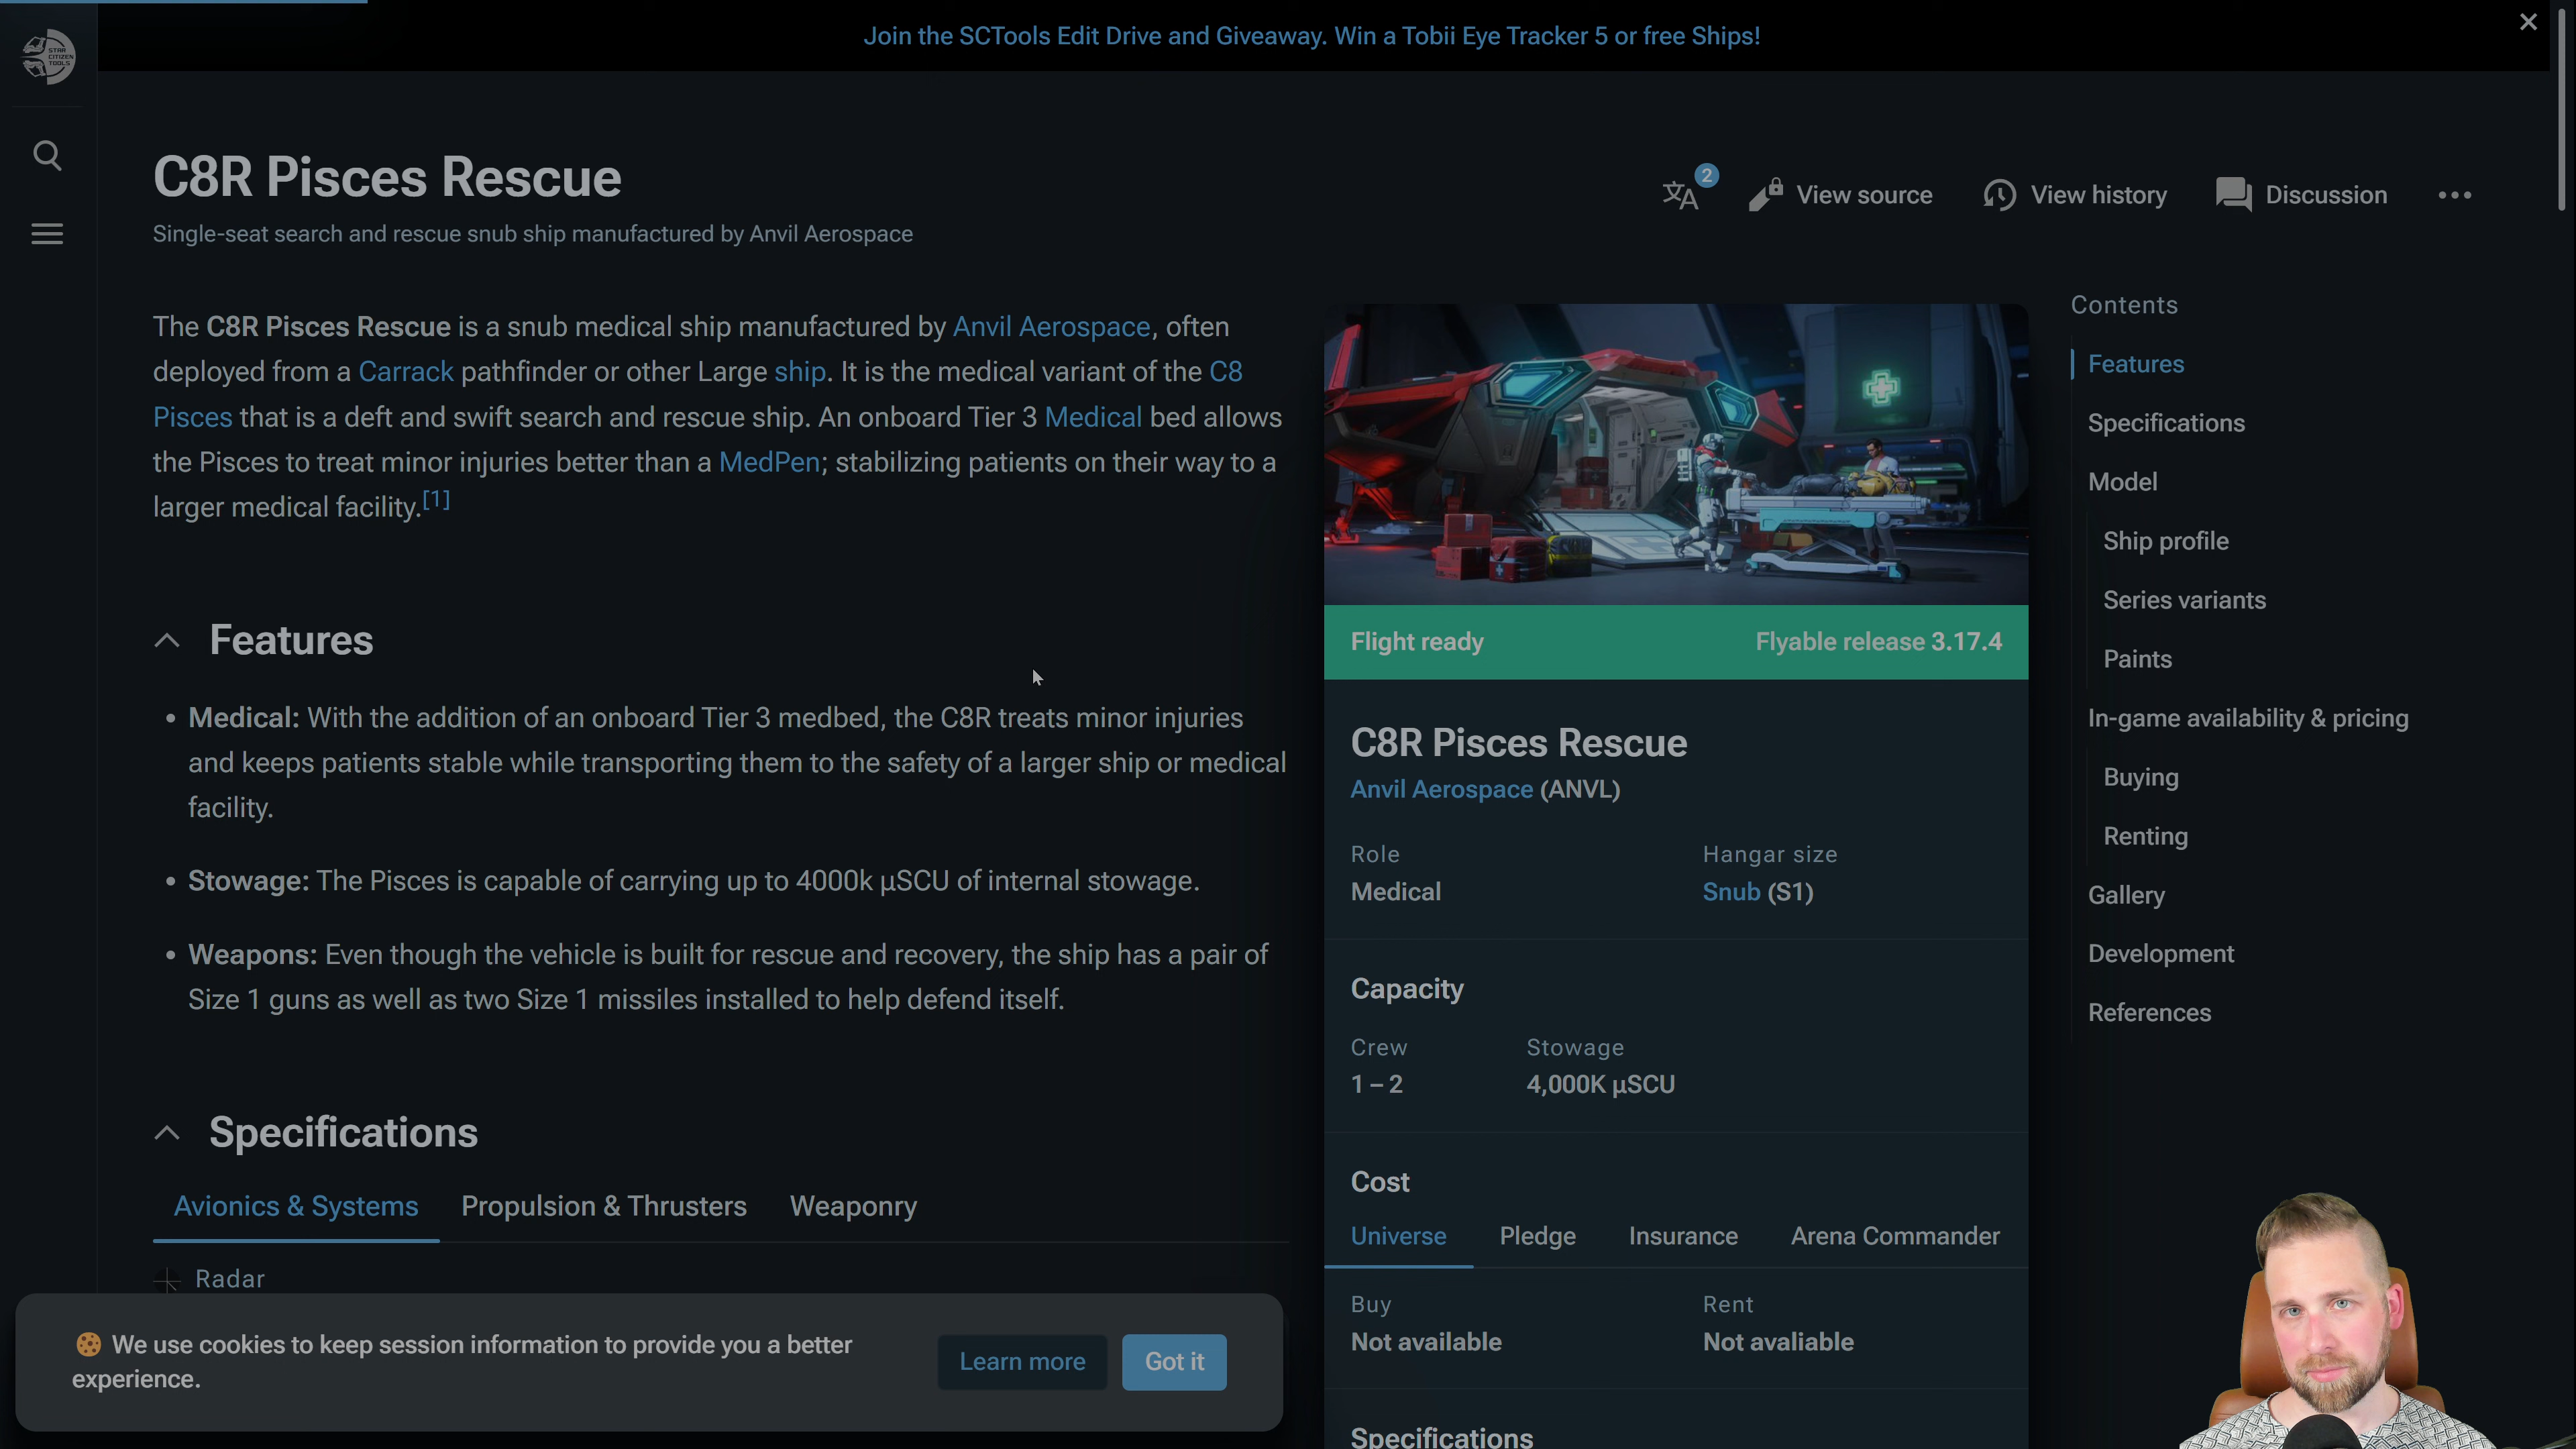 Join the SCTools Edit Drive and Giveaway. Win a Tobii Eye Tracker 5 or free Ships!
STAR
CITIZEN
TOOLS
C8R Pisces Rescue
Single-seat search and rescue snub ship manufactured by Anvil Aerospace
2
View source
View history
Discussion
The C8R Pisces Rescue is a snub medical ship manufactured by Anvil Aerospace, often
deployed from a Carrack pathfinder or other Large ship. It is the medical variant of the C8
Pisces that is a deft and swift search and rescue ship. An onboard Tier 3 Medical bed allows
the Pisces to treat minor injuries better than a MedPen; stabilizing patients on their way to a
larger medical facility.[1]
Features
• Medical: With the addition of an onboard Tier 3 medbed, the C8R treats minor injuries
and keeps patients stable while transporting them to the safety of a larger ship or medical
facility.
• Stowage: The Pisces is capable of carrying up to 4000k μSCU of internal stowage.
• Weapons: Even though the vehicle is built for rescue and recovery, the ship has a pair of
Size 1 guns as well as two Size 1 missiles installed to help defend itself.
Specifications
Avionics & Systems
Propulsion & Thrusters
Weaponry
Radar
We use cookies to keep session information to provide you a better
experience.
Learn more
Got it
Flight ready
Flyable release 3.17.4
C8R Pisces Rescue
Anvil Aerospace (ANVL)
Role
Hangar size
Medical
Snub (S1)
Capacity
Crew
Stowage
1 – 2
4,000K μSCU
Cost
Universe
Pledge
Insurance
Arena Commander
Buy
Rent
Not available
Not avaliable
Specifications
Contents
Features
Specifications
Model
Ship profile
Series variants
Paints
In-game availability & pricing
Buying
Renting
Gallery
Development
References